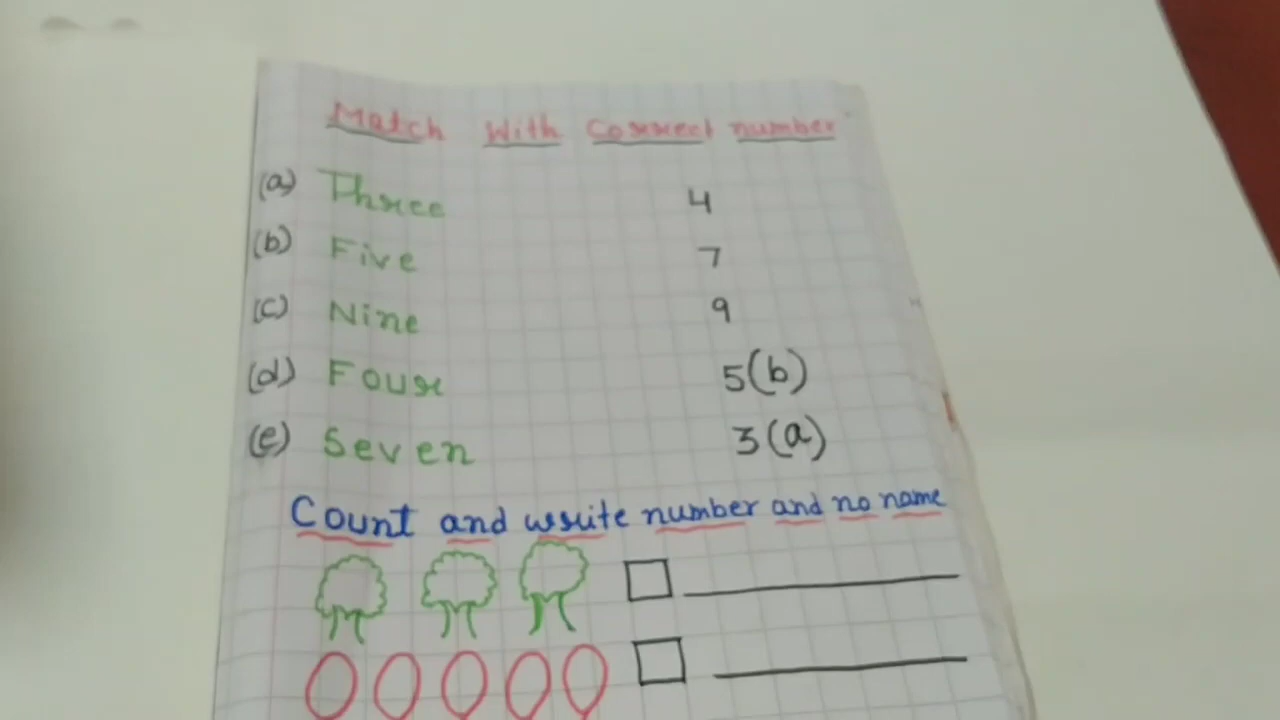 Match With Correct number
(a) Three 4
(b) Five 7
(c) Nine 9
(d) Four 5(b)
(e) Seven 3(a)
Count and write number and no name